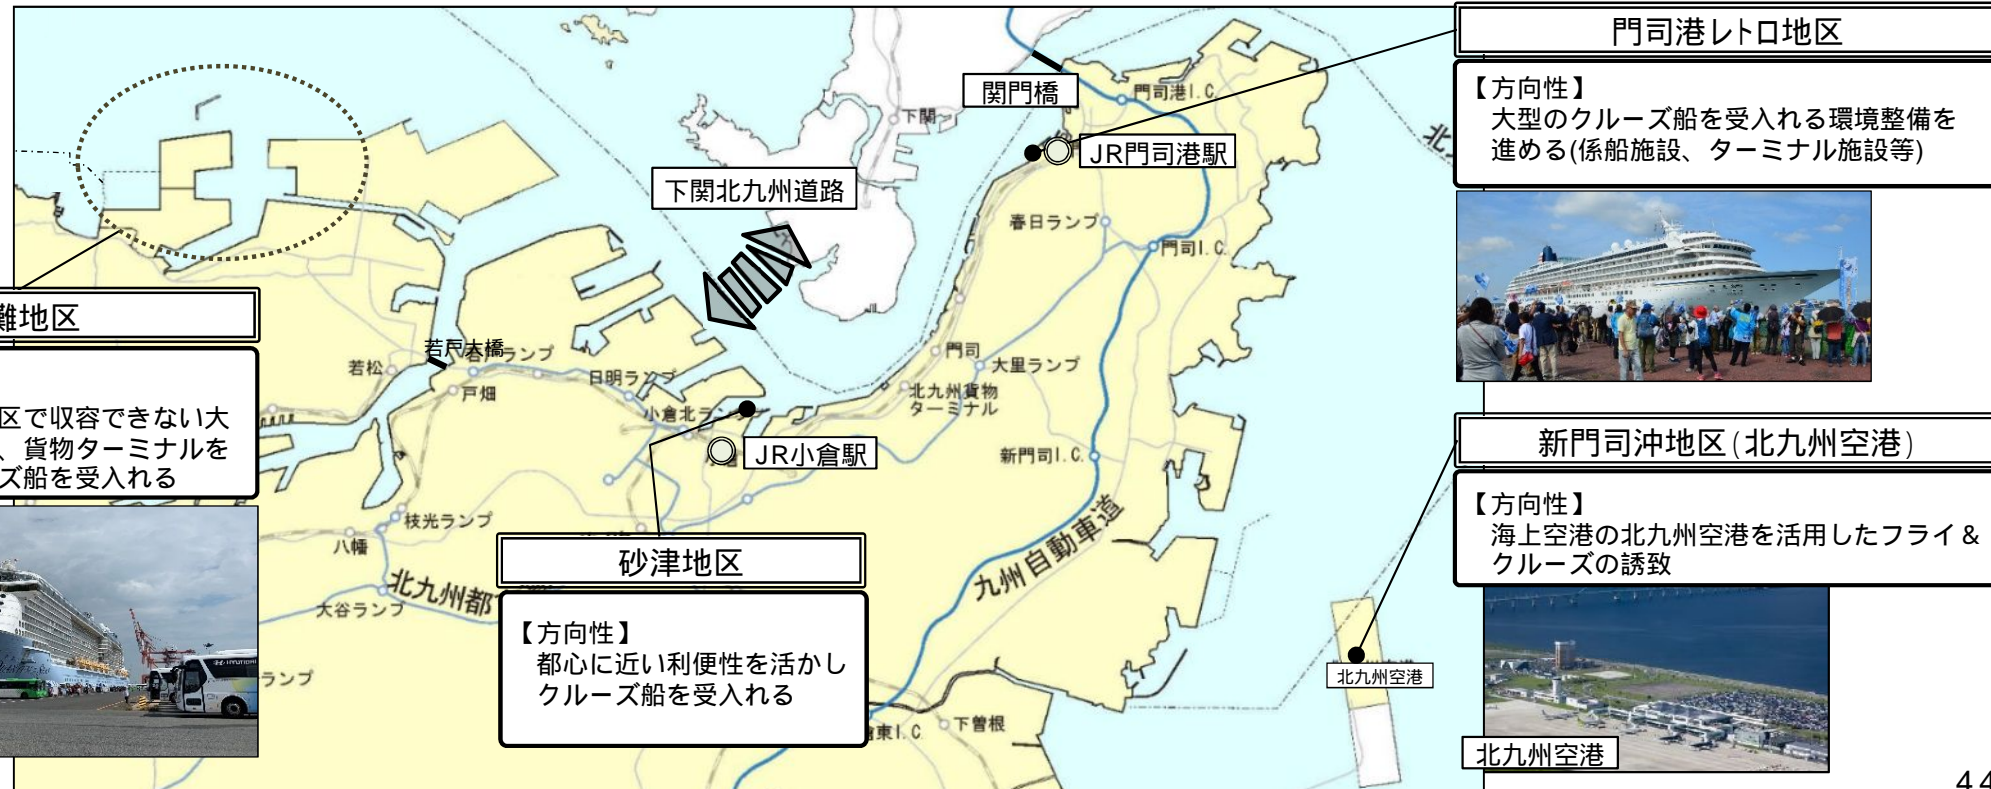 門司港レトロ地区
【方向性】
大型のクルーズ船を受入れる環境整備を
進める(係船施設、ターミナル施設等)
関門橋
門司港I.C.
下関
JR門司港駅
下関北九州道路
春日ランプ
門司I.C.
灘地区
区で収容できない大
、貨物ターミナルを
ズ船を受入れる
若戸大橋
若松
戸畑
日明ランプ
小倉北ラン
門司
大里ランプ
北九州貨物
ターミナル
JR小倉駅
新門司I.C.
新門司沖地区(北九州空港)
【方向性】
海上空港の北九州空港を活用したフライ&
クルーズの誘致
枝光ランプ
八幡
北九州都
大谷ランプ
ランプ
九州自動車道
砂津地区
【方向性】
都心に近い利便性を活かし
クルーズ船を受入れる
東I.C.
下曽根
北九州空港
北九州空港
HYUNDAI
44